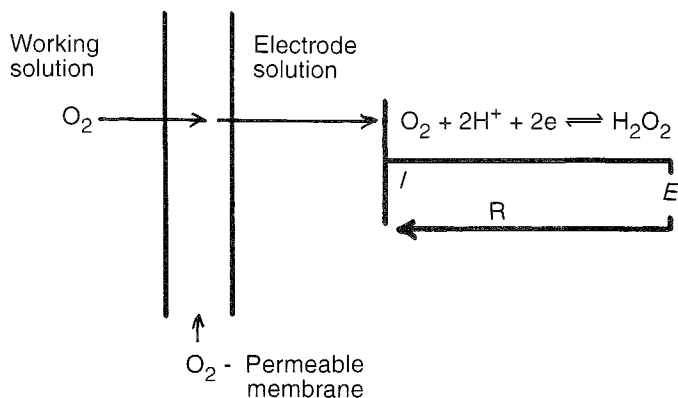 Working
solution
Electrode
solution
O₂
O₂ + 2H⁺ + 2e ⇌ H₂O₂
I
E
R
O₂ - Permeable
membrane